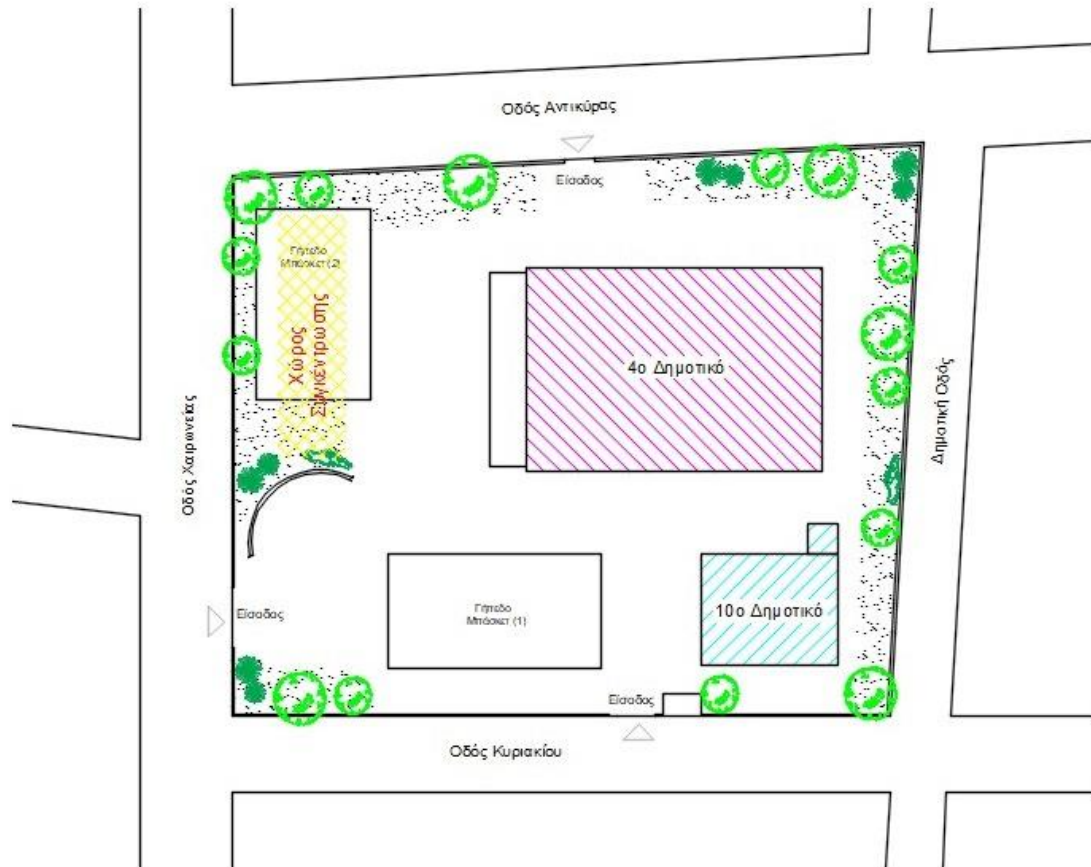 Οδός Αντικύρας
Είσοδος
Γήπεδο
Μπάσκετ (2)
Χώρος
Συγκέντρωσης
4ο Δημοτικό
Οδός Χαιρωνείας
Δημοτική Οδός
Είσοδος
Γήπεδο
Μπάσκετ (1)
10ο Δημοτικό
Είσοδος
Οδός Κυριακίου